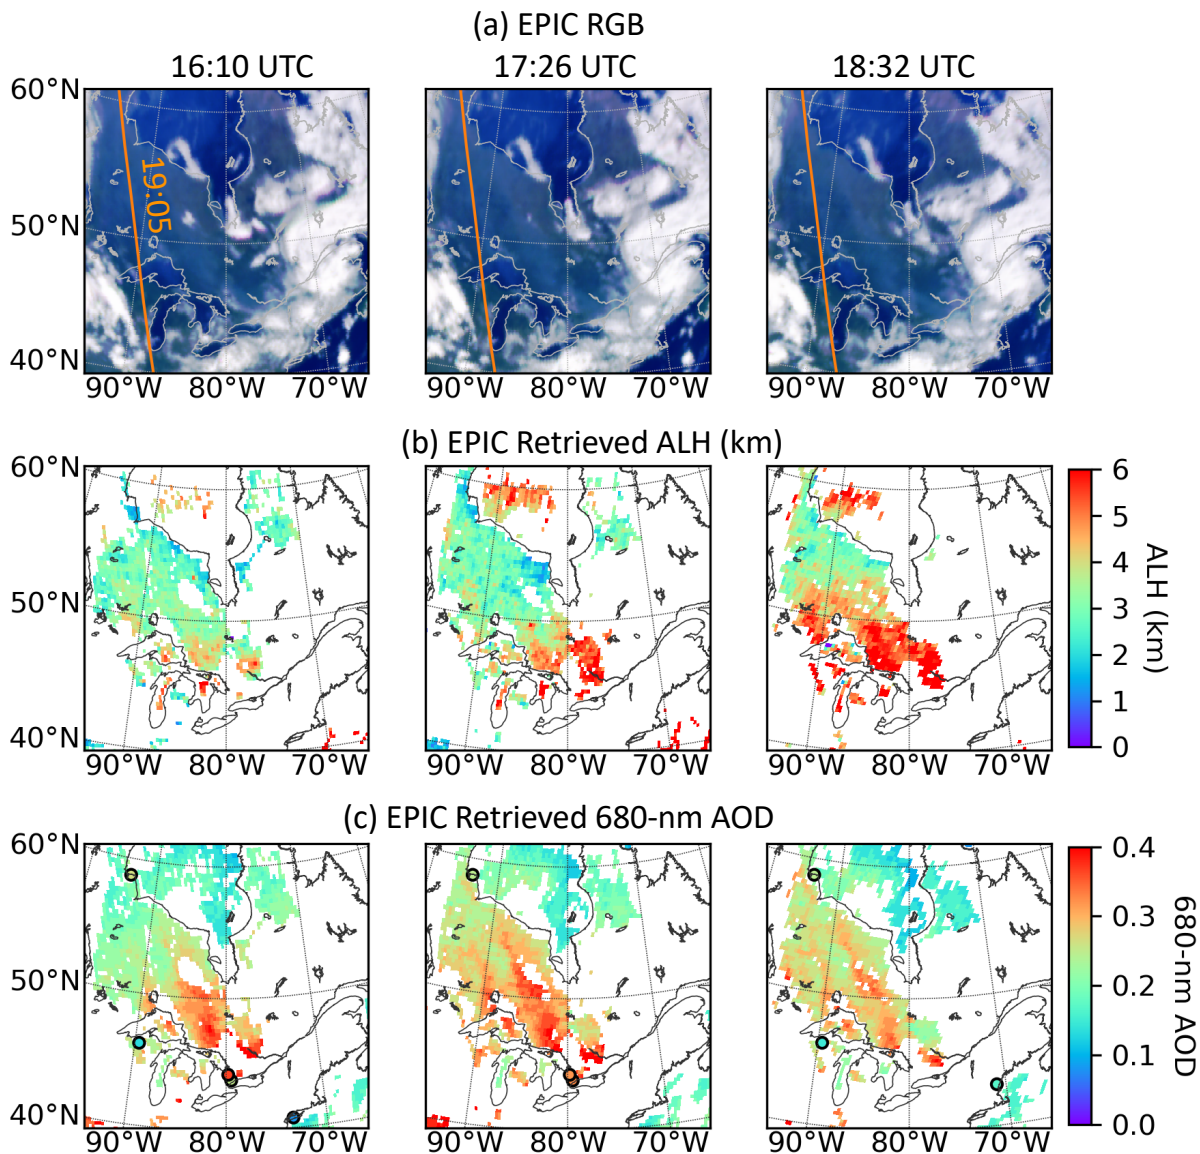 (a) EPIC RGB
16:10 UTC 17:26 UTC 18:32 UTC
60°N
50°N
40°N
19:05
90°W 80°W 70°W 90°W 80°W 70°W 90°W 80°W 70°W
(b) EPIC Retrieved ALH (km)
60°N
50°N
40°N
90°W 80°W 70°W 90°W 80°W 70°W 90°W 80°W 70°W
6
5
4
3
2
1
0
ALH (km)
(c) EPIC Retrieved 680-nm AOD
60°N
50°N
40°N
90°W 80°W 70°W 90°W 80°W 70°W 90°W 80°W 70°W
0.4
0.3
0.2
0.1
0.0
680-nm AOD